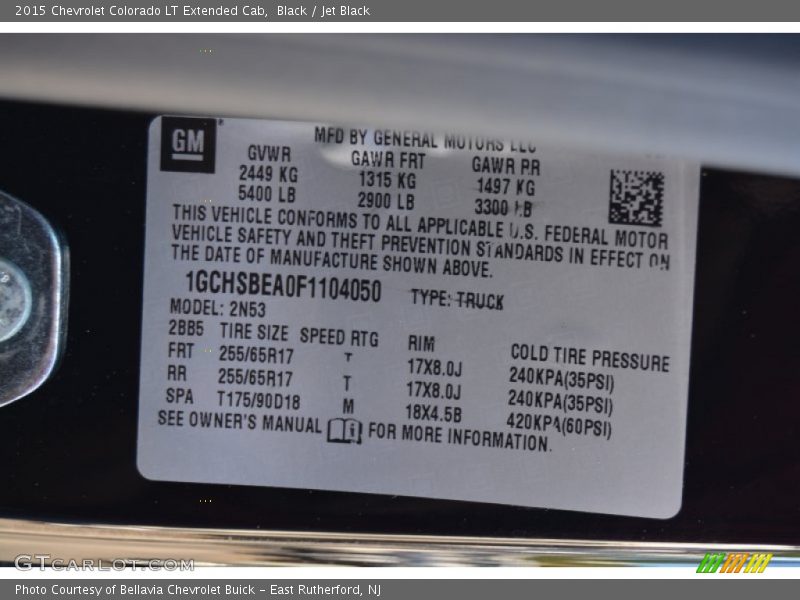 2015 Chevrolet Colorado LT Extended Cab, Black / Jet Black
GM
MFD BY GENERAL MOTORS LLC
GVWR GAWR FRT GAWR RR
2449 KG 1315 KG 1497 KG
5400 LB 2900 LB 3300 LB
THIS VEHICLE CONFORMS TO ALL APPLICABLE U.S. FEDERAL MOTOR
VEHICLE SAFETY AND THEFT PREVENTION STANDARDS IN EFFECT ON
THE DATE OF MANUFACTURE SHOWN ABOVE.
1GCHSBEA0F1104050 TYPE: TRUCK
MODEL: 2N53
2BB5 TIRE SIZE SPEED RTG RIM COLD TIRE PRESSURE
FRT 255/65R17 T 17X8.0J 240KPA(35PSI)
RR 255/65R17 T 17X8.0J 240KPA(35PSI)
SPA T175/90D18 M 18X4.5B 420KPA(60PSI)
SEE OWNER'S MANUAL FOR MORE INFORMATION.
GTCARLOT.COM
Photo Courtesy of Bellavia Chevrolet Buick - East Rutherford, NJ